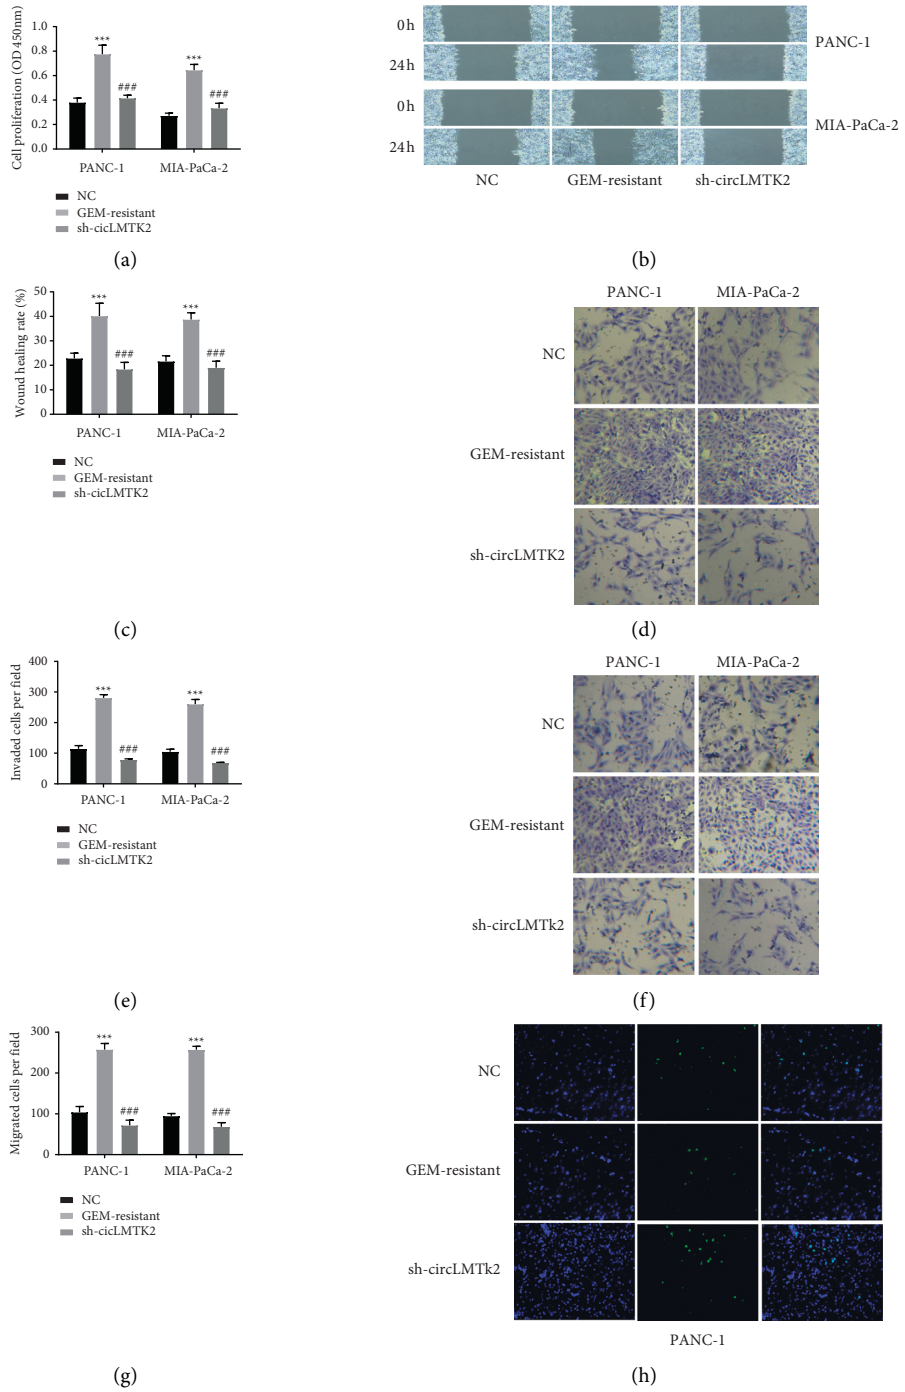 Cell proliferation (OD 450nm)
1.0
0.8
0.6
0.4
0.2
0.0
***
###
***
###
PANC-1
MIA-PaCa-2
NC
GEM-resistant
sh-cicLMTK2
(a)
0 h
24 h
PANC-1
0 h
24 h
MIA-PaCa-2
NC
GEM-resistant
sh-circLMTK2
(b)
Wound healing rate (%)
50
40
30
20
10
0
***
###
***
###
PANC-1
MIA-PaCa-2
NC
GEM-resistant
sh-cicLMTK2
(c)
PANC-1
MIA-PaCa-2
NC
GEM-resistant
sh-circLMTK2
(d)
Invaded cells per field
400
300
200
100
0
***
###
***
###
PANC-1
MIA-PaCa-2
NC
GEM-resistant
sh-cicLMTK2
(e)
PANC-1
MIA-PaCa-2
NC
GEM-resistant
sh-circLMTk2
(f)
Migrated cells per field
300
200
100
0
***
###
***
###
PANC-1
MIA-PaCa-2
NC
GEM-resistant
sh-cicLMTK2
(g)
NC
GEM-resistant
sh-circLMTk2
PANC-1
(h)